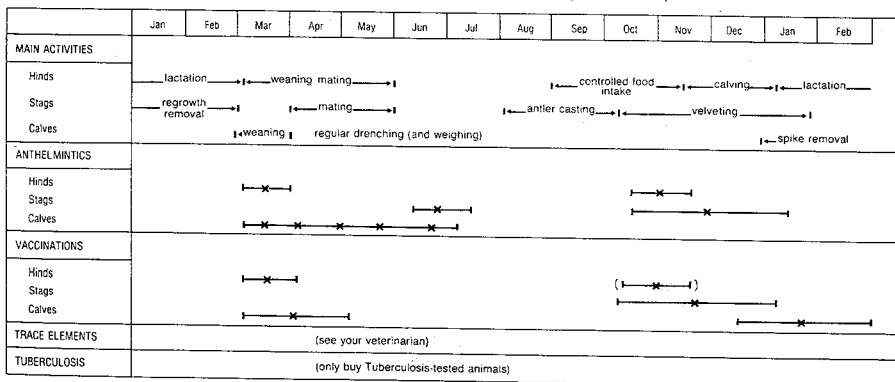 Jan Feb Mar Apr May Jun Jul Aug Sep Oct Nov Dec Jan Feb
MAIN ACTIVITIES
Hinds lactation weaning mating controlled food intake calving lactation
Stags regrowth removal mating antler casting velveting
Calves weaning regular drenching (and weighing) spike removal
ANTHELMINTICS
Hinds
Stags
Calves
VACCINATIONS
Hinds
Stags
Calves
TRACE ELEMENTS (see your veterinarian)
TUBERCULOSIS (only buy Tuberculosis-tested animals)